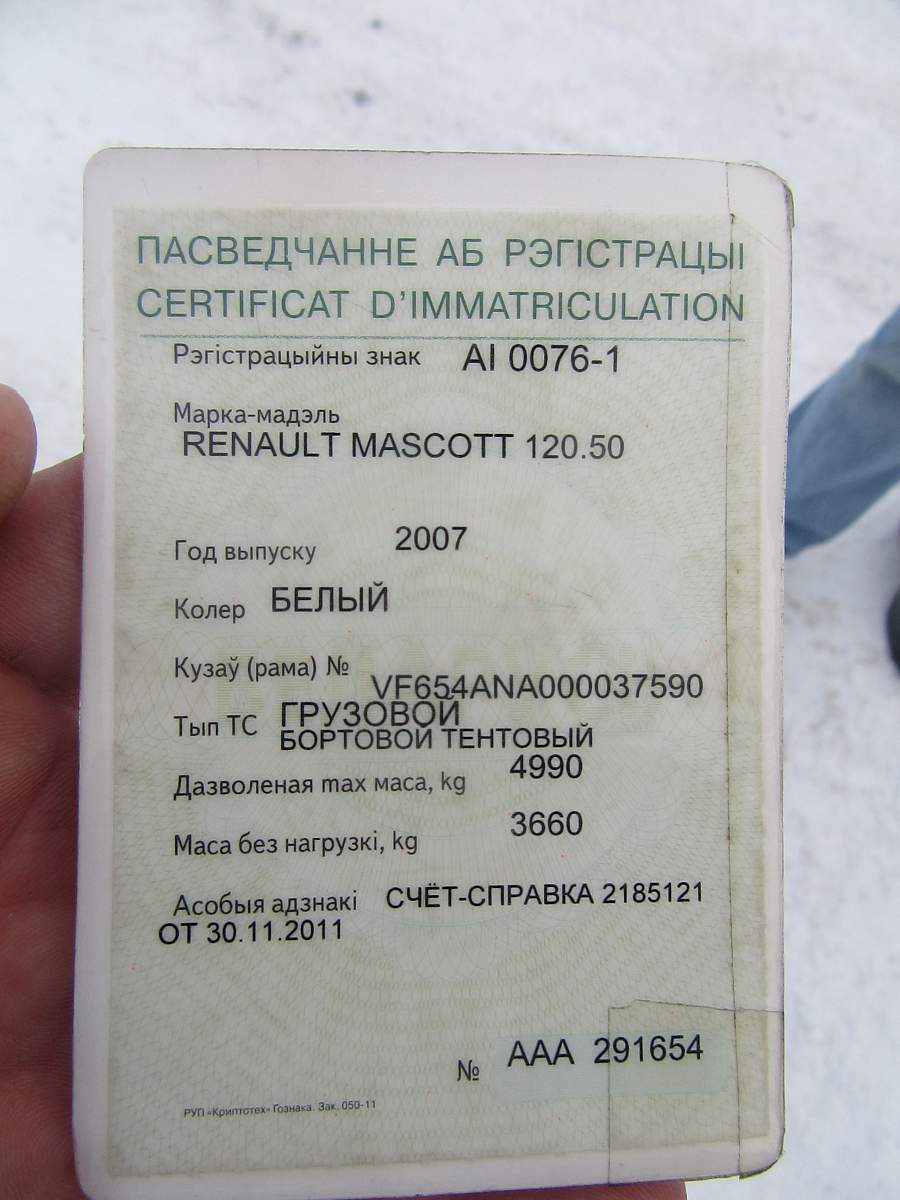 ПАСВЕДЧАННЕ АБ РЭГІСТРАЦЫІ
CERTIFICAT D'IMMATRICULATION
Рэгістрацыйны знак AI 0076-1
Марка-мадэль
RENAULT MASCOTT 120.50
Год выпуску 2007
Колер БЕЛЫЙ
Кузаў (рама) № VF654ANA000037590
Тып ТС ГРУЗОВОЙ
БОРТОВОЙ ТЕНТОВЫЙ
Дазволеная max маса, kg 4990
Маса без нагрузкі, kg 3660
Асобыя адзнакі СЧЁТ-СПРАВКА 2185121
ОТ 30.11.2011
№ ААА 291654
РУП «Криптотех» Гознака. Зак. 050-11